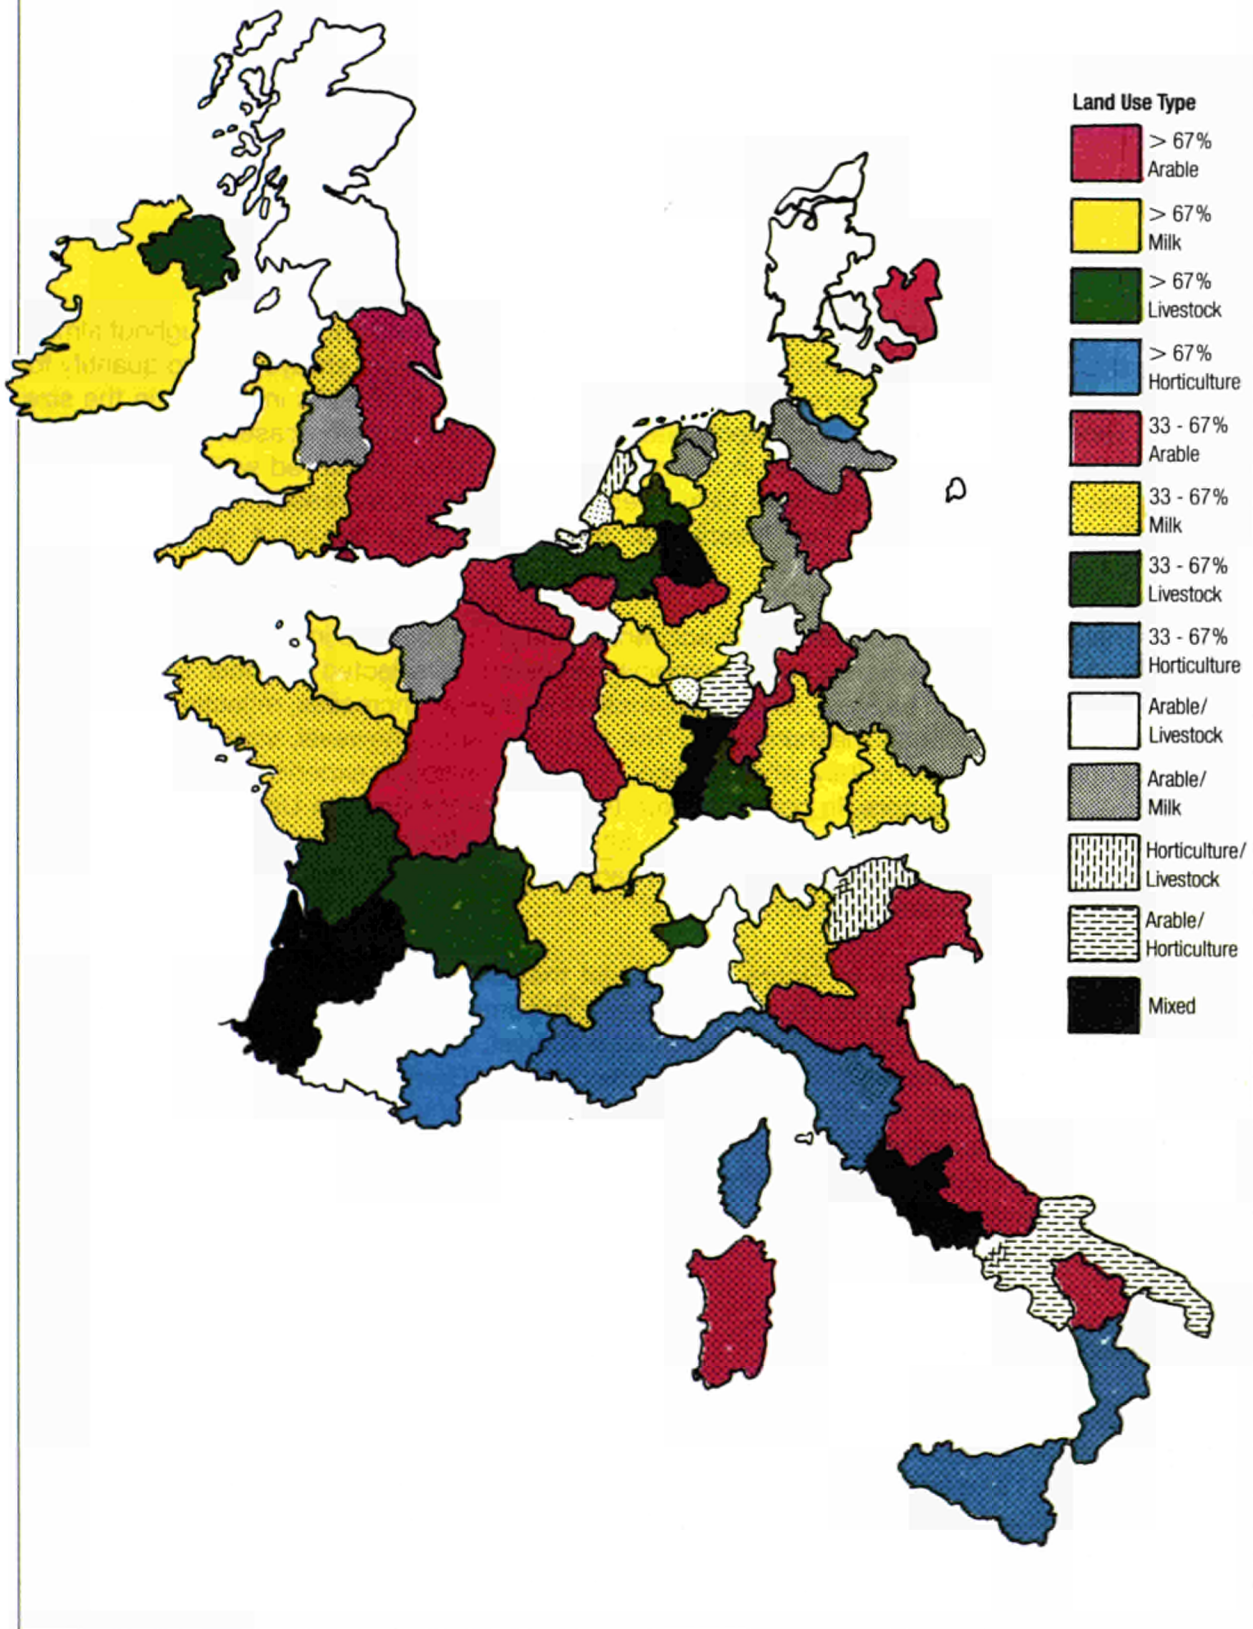 Land Use Type
> 67%
Arable
> 67%
Milk
> 67%
Livestock
> 67%
Horticulture
33 - 67%
Arable
33 - 67%
Milk
33 - 67%
Livestock
33 - 67%
Horticulture
Arable/
Livestock
Arable/
Milk
Horticulture/
Livestock
Arable/
Horticulture
Mixed